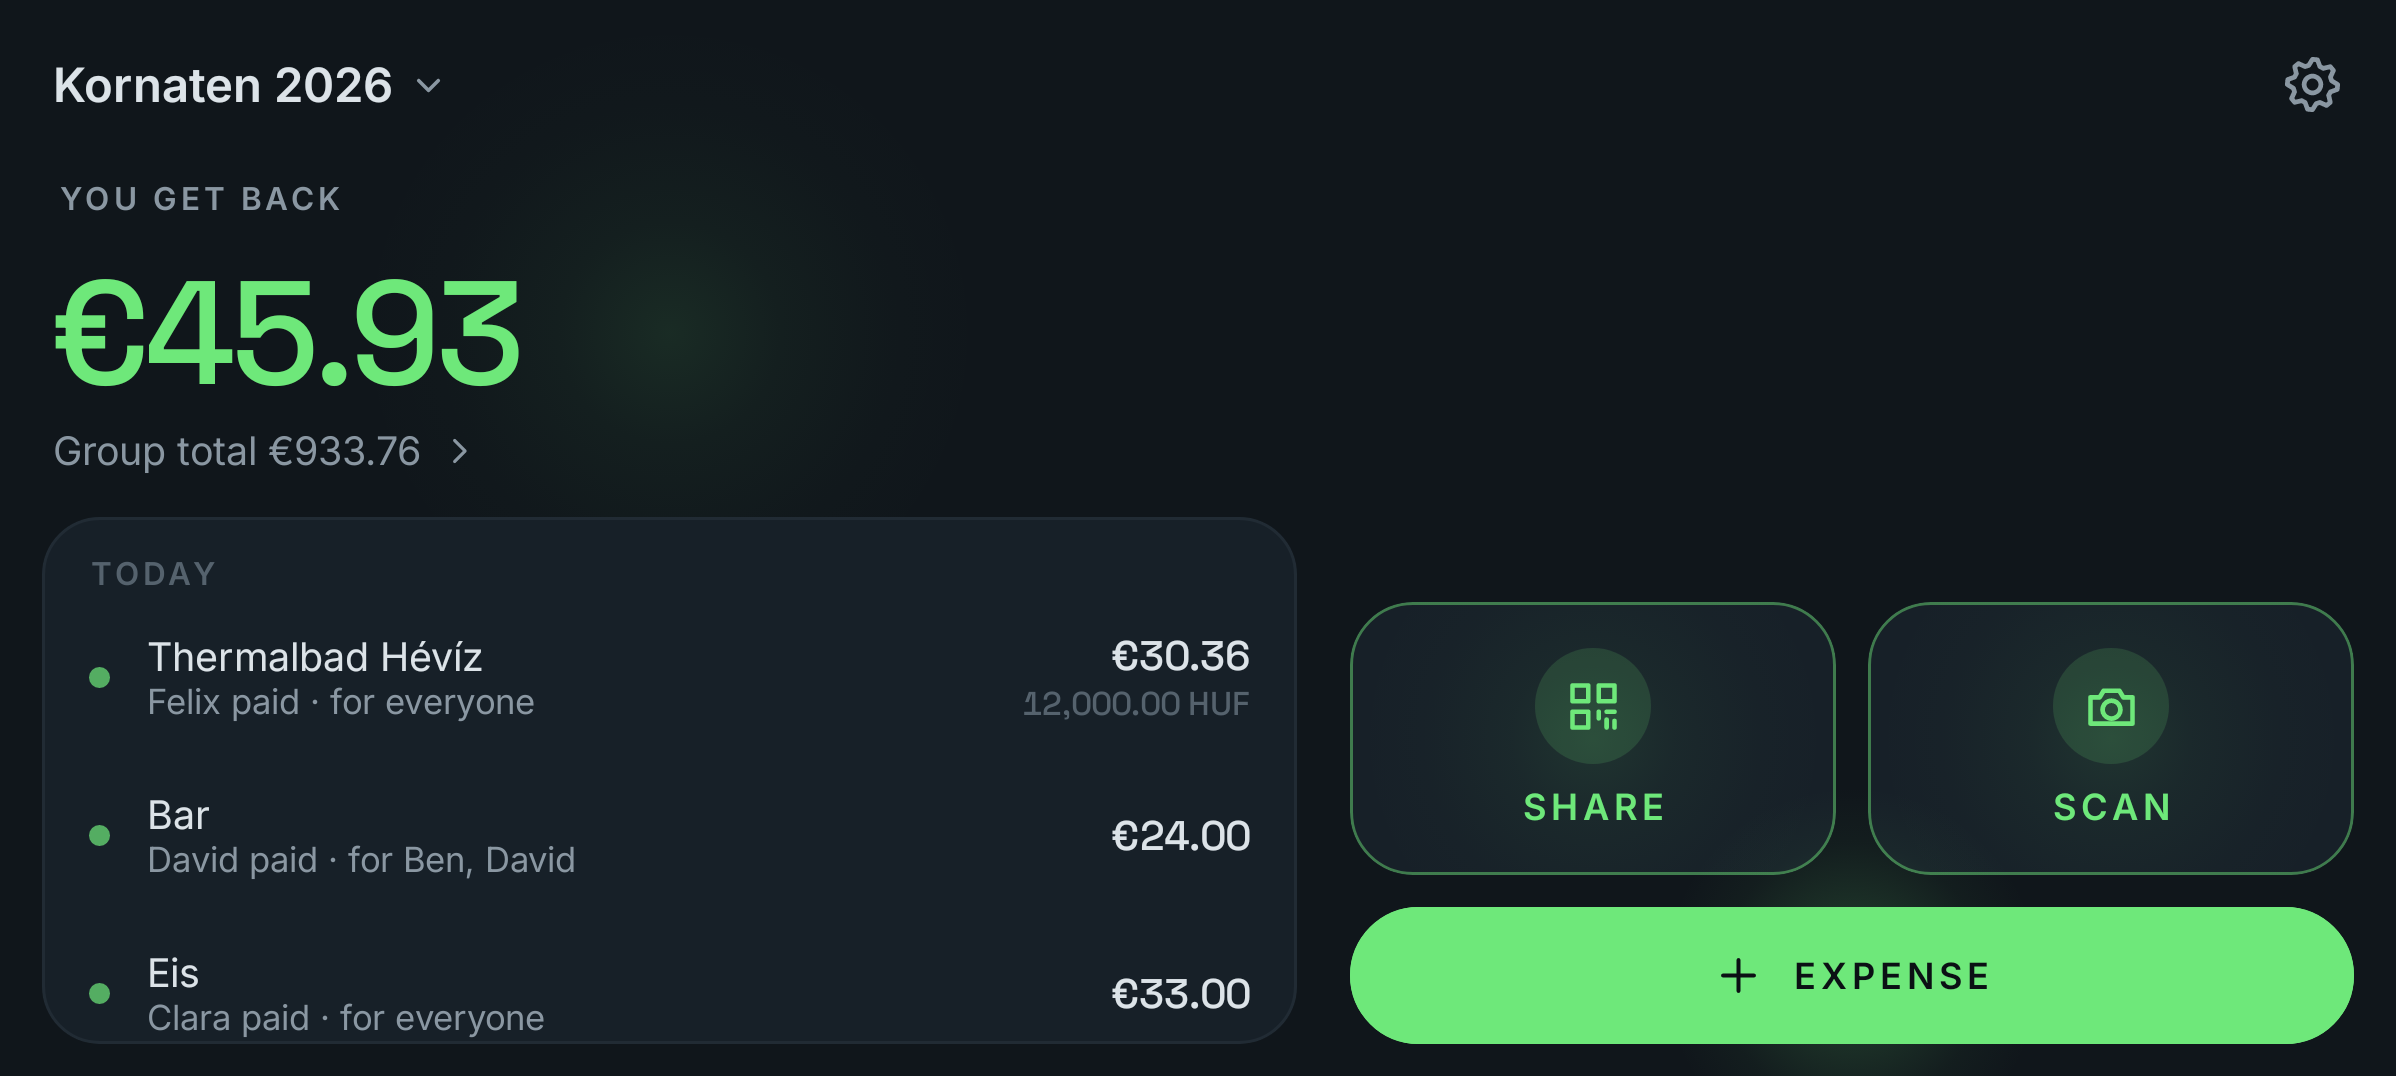 Kornaten 2026
YOU GET BACK
€45.93
Group total €933.76
TODAY
Thermalbad Hévíz
€30.36
Felix paid · for everyone
12,000.00 HUF
Bar
€24.00
David paid · for Ben, David
Eis
€33.00
Clara paid · for everyone
SHARE
SCAN
EXPENSE